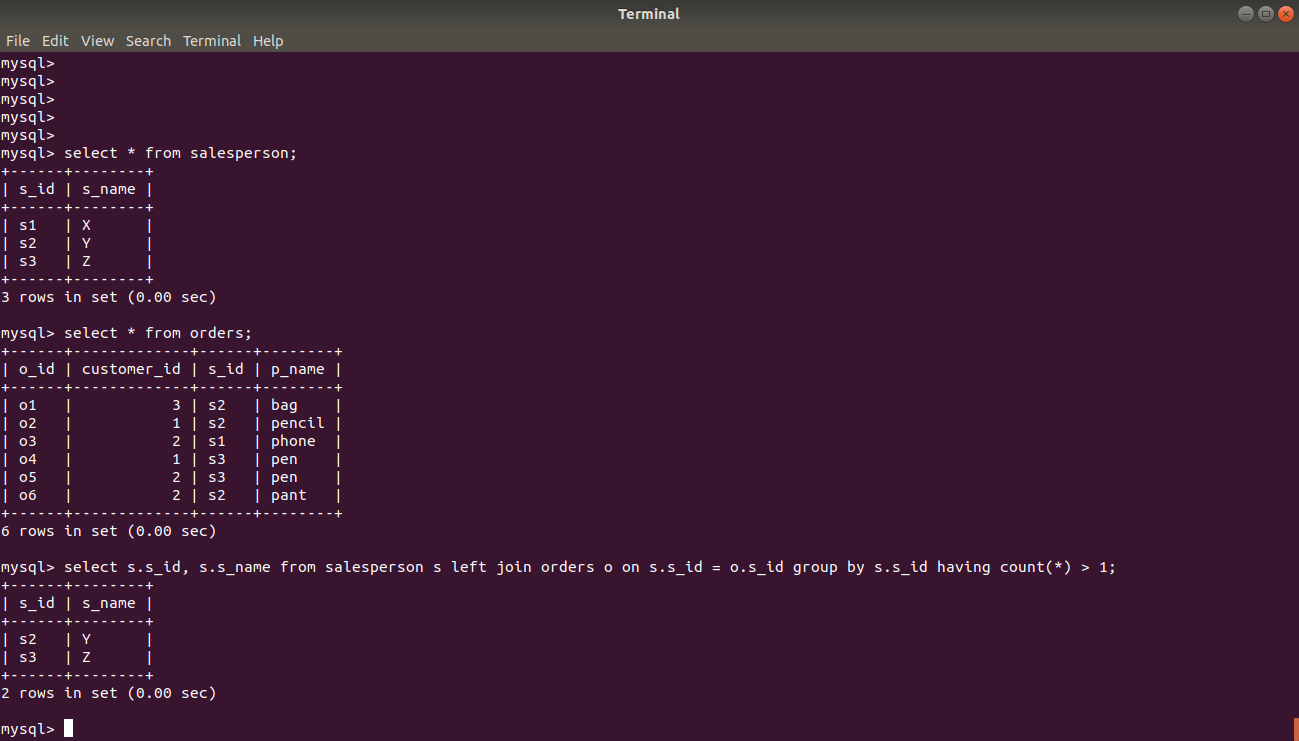 Terminal
File Edit View Search Terminal Help
mysql>
mysql>
mysql>
mysql>
mysql>
mysql> select * from salesperson;
+------+--------+
| s_id | s_name |
+------+--------+
| s1   | X      |
| s2   | Y      |
| s3   | Z      |
+------+--------+
3 rows in set (0.00 sec)

mysql> select * from orders;
+------+-------------+------+--------+
| o_id | customer_id | s_id | p_name |
+------+-------------+------+--------+
| o1   |           3 | s2   | bag    |
| o2   |           1 | s2   | pencil |
| o3   |           2 | s1   | phone  |
| o4   |           1 | s3   | pen    |
| o5   |           2 | s3   | pen    |
| o6   |           2 | s2   | pant   |
+------+-------------+------+--------+
6 rows in set (0.00 sec)

mysql> select s.s_id, s.s_name from salesperson s left join orders o on s.s_id = o.s_id group by s.s_id having count(*) > 1;
+------+--------+
| s_id | s_name |
+------+--------+
| s2   | Y      |
| s3   | Z      |
+------+--------+
2 rows in set (0.00 sec)

mysql>